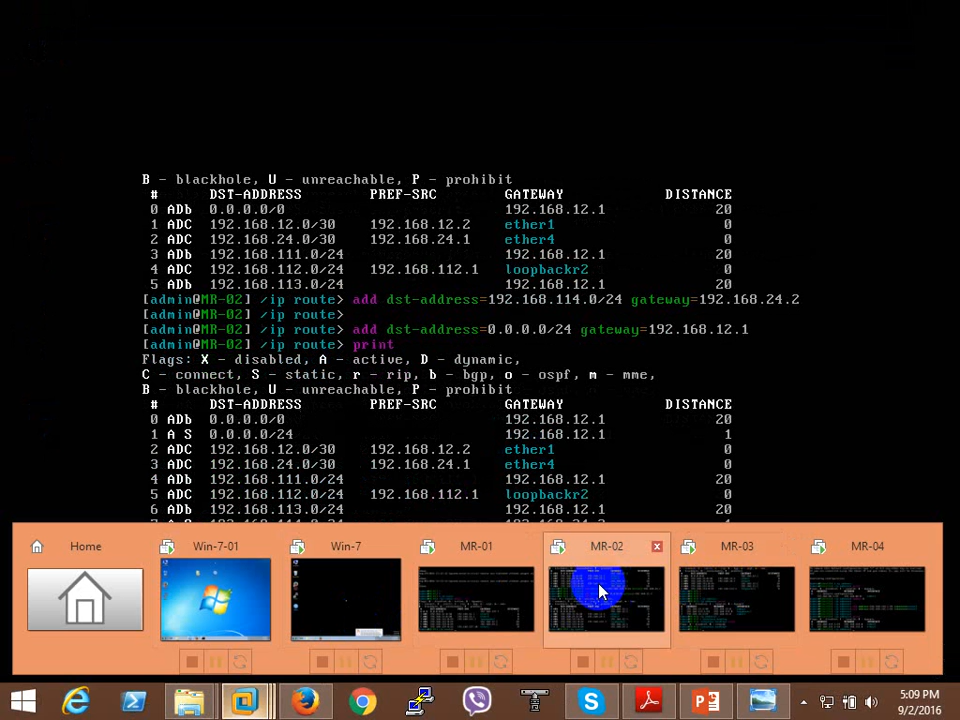 B - blackhole, U - unreachable, P - prohibit
# DST-ADDRESS PREF-SRC GATEWAY DISTANCE
0 ADb 0.0.0.0/0 192.168.12.1 20
1 ADC 192.168.12.0/30 192.168.12.2 ether1 0
2 ADC 192.168.24.0/30 192.168.24.1 ether4 0
3 ADb 192.168.111.0/24 192.168.12.1 20
4 ADC 192.168.112.0/24 192.168.112.1 loopbackr2 0
5 ADb 192.168.113.0/24 192.168.12.1 20
[admin@MR-02] /ip route> add dst-address=192.168.114.0/24 gateway=192.168.24.2
[admin@MR-02] /ip route>
[admin@MR-02] /ip route> add dst-address=0.0.0.0/24 gateway=192.168.12.1
[admin@MR-02] /ip route> print
Flags: X - disabled, A - active, D - dynamic,
C - connect, S - static, r - rip, b - bgp, o - ospf, m - mme,
B - blackhole, U - unreachable, P - prohibit
# DST-ADDRESS PREF-SRC GATEWAY DISTANCE
0 ADb 0.0.0.0/0 192.168.12.1 20
1 A S 0.0.0.0/24 192.168.12.1 1
2 ADC 192.168.12.0/30 192.168.12.2 ether1 0
3 ADC 192.168.24.0/30 192.168.24.1 ether4 0
4 ADb 192.168.111.0/24 192.168.12.1 20
5 ADC 192.168.112.0/24 192.168.112.1 loopbackr2 0
6 ADb 192.168.113.0/24 192.168.12.1 20
Home Win-7-01 Win-7 MR-01 MR-02 MR-03 MR-04
5:09 PM
9/2/2016